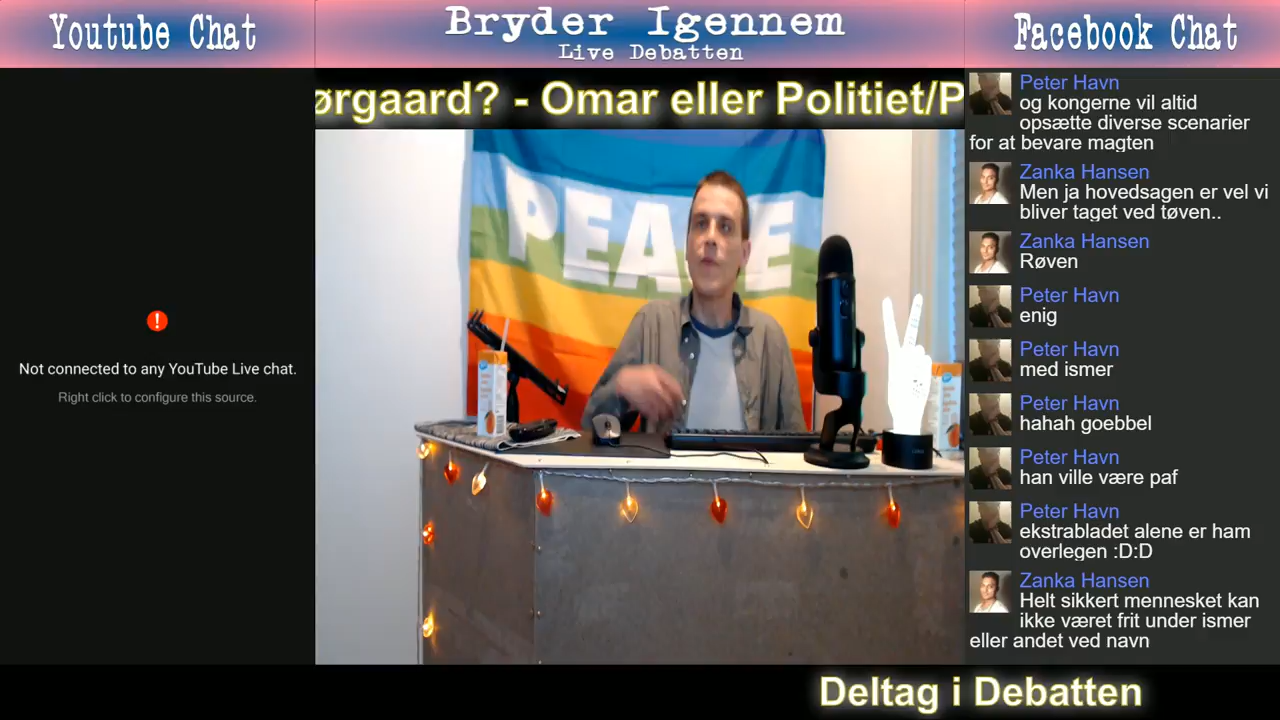 Youtube Chat
Bryder Igennem
Live Debatten
Facebook Chat
ørgaard? - Omar eller Politiet/P
PEACE
Not connected to any YouTube Live chat.
Right click to configure this source.
Peter Havn
og kongerne vil altid
opsætte diverse scenarier
for at bevare magten
Zanka Hansen
Men ja hovedsagen er vel vi
bliver taget ved tøven..
Zanka Hansen
Røven
Peter Havn
enig
Peter Havn
med ismer
Peter Havn
hahah goebbel
Peter Havn
han ville være paf
Peter Havn
ekstrabladet alene er ham
overlegen :D:D
Zanka Hansen
Helt sikkert mennesket kan
ikke været frit under ismer
eller andet ved navn
Deltag i Debatten